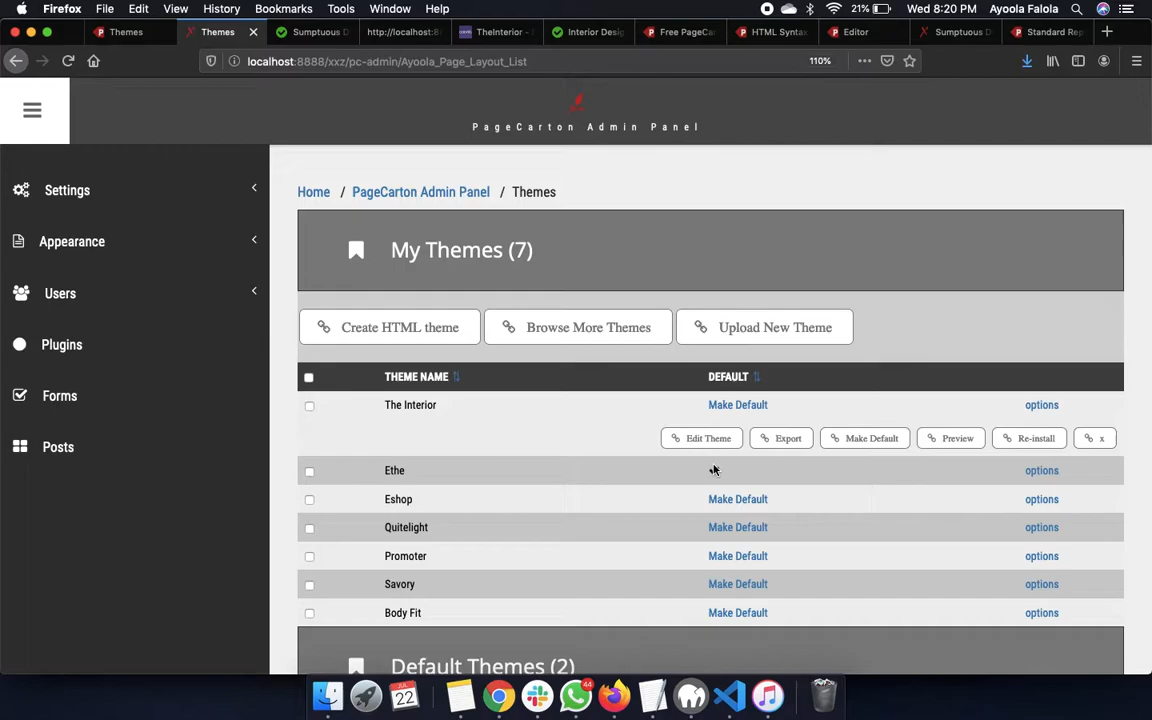 Firefox File Edit View History Bookmarks Tools Window Help 21% Wed 8:20 PM Ayoola Falola
Themes Themes Sumptuous D http://localhost:8 TheInterior - Interior Desig Free PageCar HTML Synta Editor Sumptuous D Standard Rep
localhost:8888/xxz/pc-admin/Ayoola_Page_Layout_List 110%
PageCarton Admin Panel
Settings
Appearance
Users
Plugins
Forms
Posts
Home / PageCarton Admin Panel / Themes
My Themes (7)
Create HTML theme Browse More Themes Upload New Theme
THEME NAME DEFAULT
The Interior Make Default options
Edit Theme Export Make Default Preview Re-install x
Ethe options
Eshop Make Default options
Quitelight Make Default options
Promoter Make Default options
Savory Make Default options
Body Fit Make Default options
Default Themes (2)
JUL 22 44